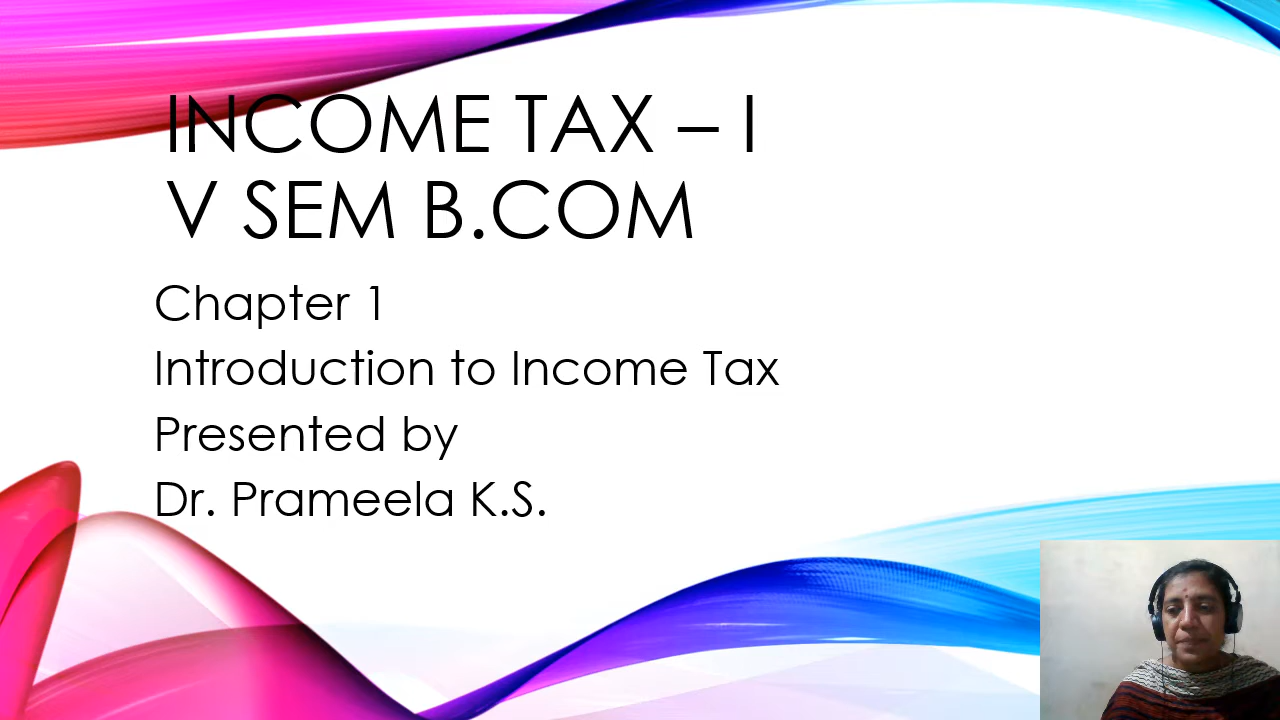 INCOME TAX – I
V SEM B.COM
Chapter 1
Introduction to Income Tax
Presented by
Dr. Prameela K.S.